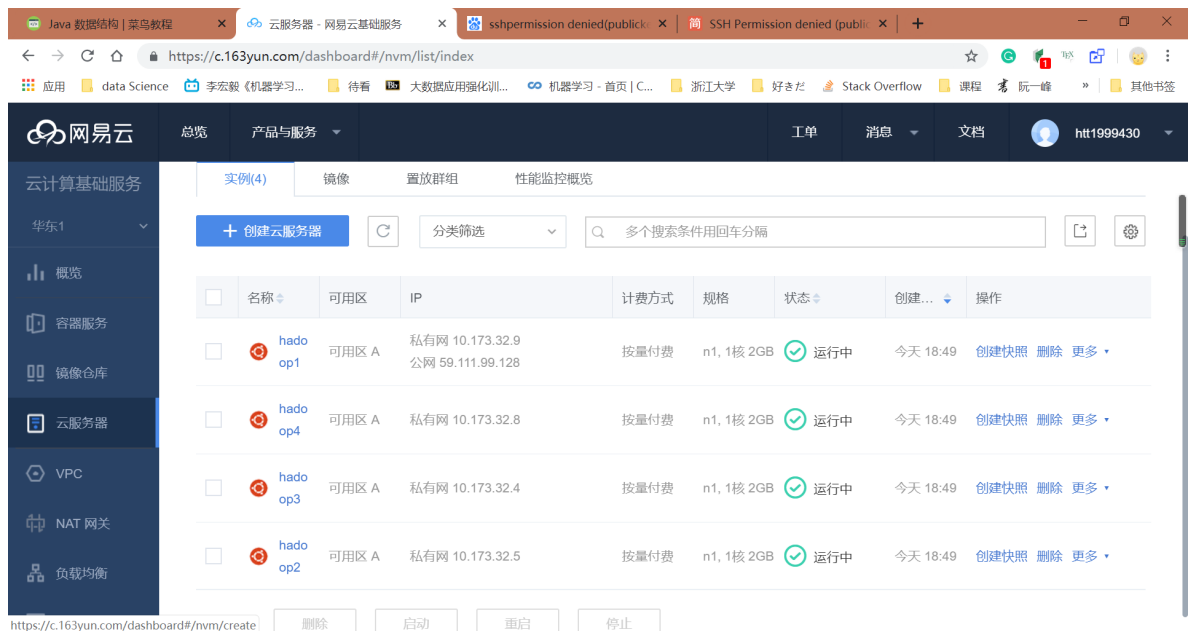 Java 数据结构 | 菜鸟教程
云服务器 - 网易云基础服务
sshpermission denied(publicke
简 SSH Permission denied (public
https://c.163yun.com/dashboard#/nvm/list/index
1
应用 data Science 李宏毅《机器学习... 待看 Bb 大数据应用强化训... 机器学习 - 首页 | C... 浙江大学 好きだ Stack Overflow 课程 阮一峰 » 其他书签
网易云 总览 产品与服务 工单 消息 文档 htt1999430
云计算基础服务
华东1
概览
容器服务
镜像仓库
云服务器
VPC
NAT 网关
负载均衡
实例(4) 镜像 置放群组 性能监控概览
创建云服务器 分类筛选 多个搜索条件用回车分隔
名称 可用区 IP 计费方式 规格 状态 创建... 操作
hado
op1
可用区 A
私有网 10.173.32.9
公网 59.111.99.128
按量付费 n1, 1核 2GB 运行中 今天 18:49 创建快照 删除 更多
hado
op4
可用区 A 私有网 10.173.32.8 按量付费 n1, 1核 2GB 运行中 今天 18:49 创建快照 删除 更多
hado
op3
可用区 A 私有网 10.173.32.4 按量付费 n1, 1核 2GB 运行中 今天 18:49 创建快照 删除 更多
hado
op2
可用区 A 私有网 10.173.32.5 按量付费 n1, 1核 2GB 运行中 今天 18:49 创建快照 删除 更多
删除 启动 重启 停止
https://c.163yun.com/dashboard#/nvm/create